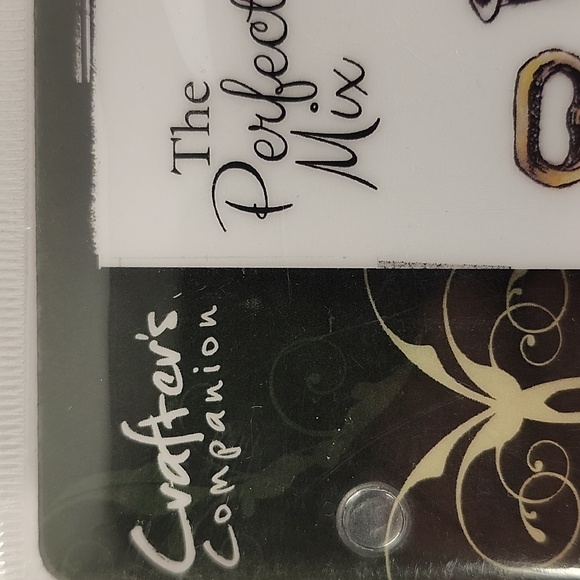 The
Perfect
Mix
Crafter's
Companion